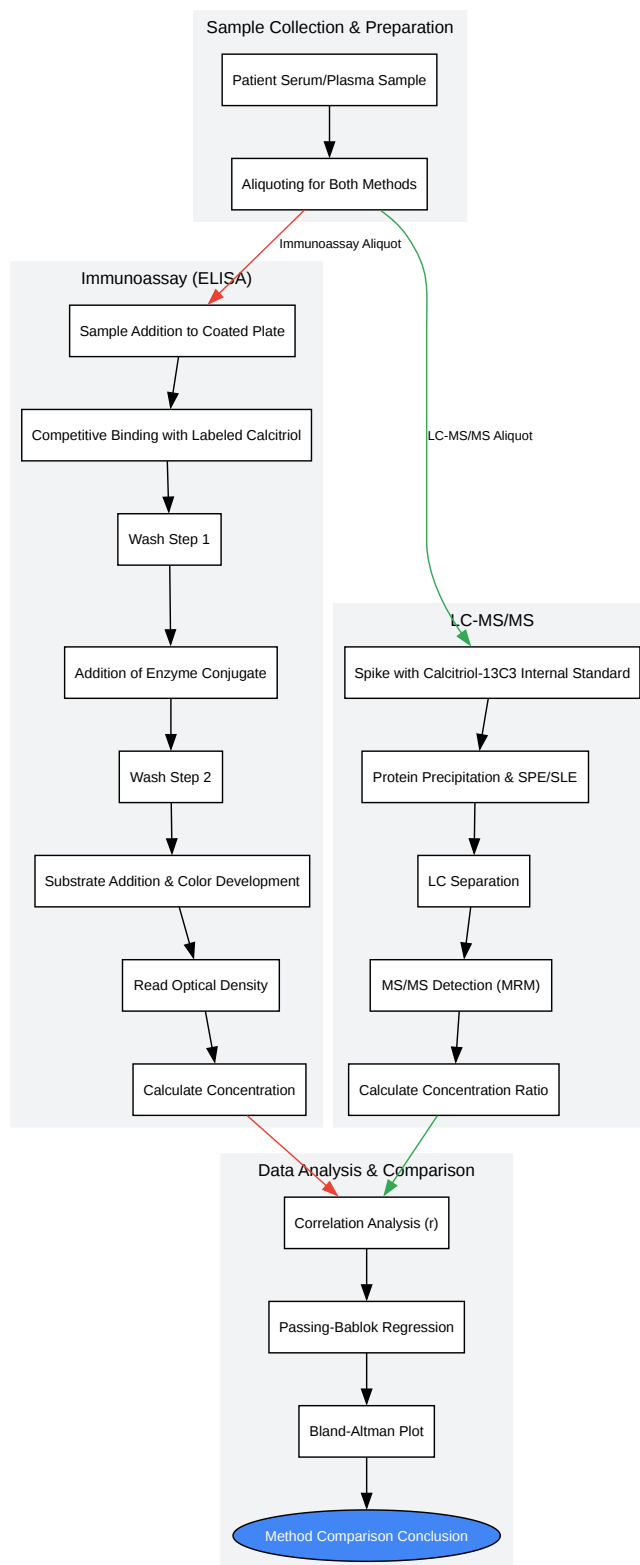 Sample Collection & Preparation
Patient Serum/Plasma Sample
Aliquoting for Both Methods
Immunoassay Aliquot
LC-MS/MS Aliquot
Immunoassay (ELISA)
Sample Addition to Coated Plate
Competitive Binding with Labeled Calcitriol
Wash Step 1
Addition of Enzyme Conjugate
Wash Step 2
Substrate Addition & Color Development
Read Optical Density
Calculate Concentration
LC-MS/MS
Spike with Calcitriol-13C3 Internal Standard
Protein Precipitation & SPE/SLE
LC Separation
MS/MS Detection (MRM)
Calculate Concentration Ratio
Data Analysis & Comparison
Correlation Analysis (r)
Passing-Bablok Regression
Bland-Altman Plot
Method Comparison Conclusion